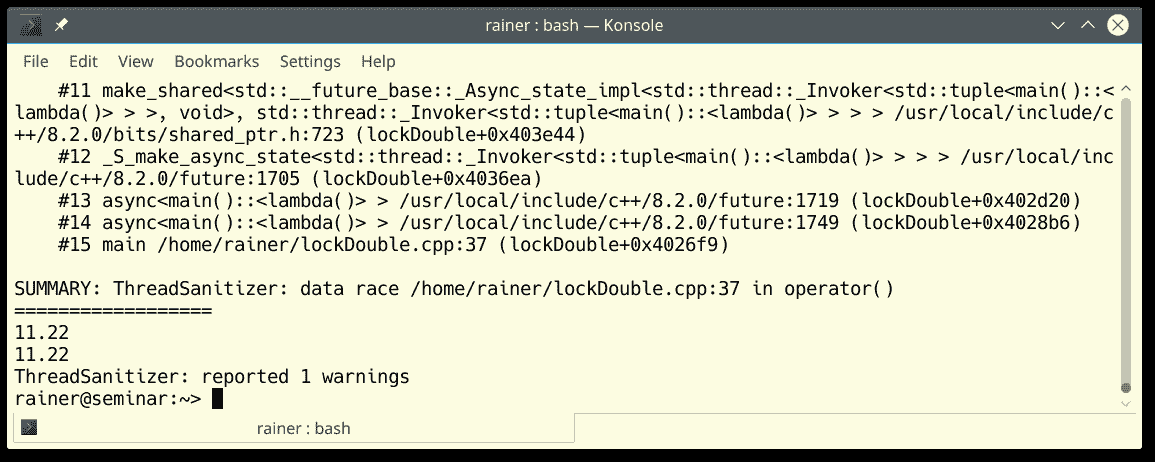 rainer : bash — Konsole
File Edit View Bookmarks Settings Help
#11 make_shared<std::__future_base::_Async_state_impl<std::thread::_Invoker<std::tuple<main()::<
lambda()> > >, void>, std::thread::_Invoker<std::tuple<main()::<lambda()> > > > /usr/local/include/c
++/8.2.0/bits/shared_ptr.h:723 (lockDouble+0x403e44)
#12 _S_make_async_state<std::thread::_Invoker<std::tuple<main()::<lambda()> > > > /usr/local/inc
lude/c++/8.2.0/future:1705 (lockDouble+0x4036ea)
#13 async<main()::<lambda()> > /usr/local/include/c++/8.2.0/future:1719 (lockDouble+0x402d20)
#14 async<main()::<lambda()> > /usr/local/include/c++/8.2.0/future:1749 (lockDouble+0x4028b6)
#15 main /home/rainer/lockDouble.cpp:37 (lockDouble+0x4026f9)
SUMMARY: ThreadSanitizer: data race /home/rainer/lockDouble.cpp:37 in operator()
==================
11.22
11.22
ThreadSanitizer: reported 1 warnings
rainer@seminar:~>
rainer : bash